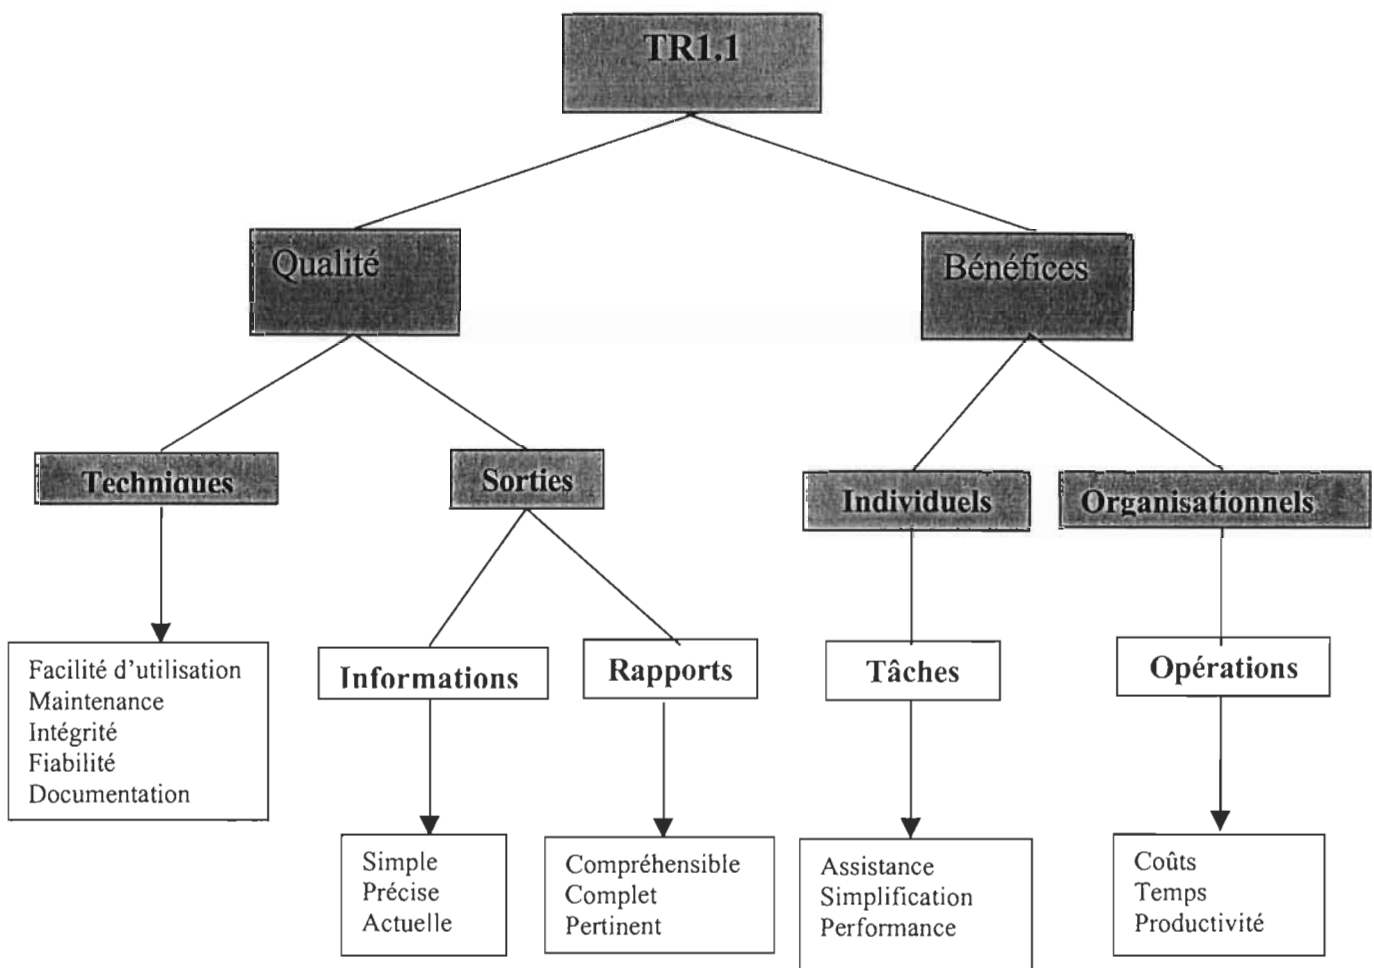 TR1.1
Qualité
Bénéfices
Techniques
Sorties
Individuels
Organisationnels
Facilité d'utilisation
Maintenance
Intégrité
Fiabilité
Documentation
Informations
Rapports
Tâches
Opérations
Simple
Précise
Actuelle
Compréhensible
Complet
Pertinent
Assistance
Simplification
Performance
Coûts
Temps
Productivité